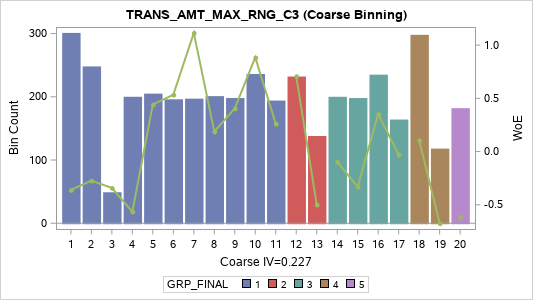 TRANS_AMT_MAX_RNG_C3 (Coarse Binning)
300
200
100
0
Bin Count
1.0
0.5
0.0
-0.5
WoE
1 2 3 4 5 6 7 8 9 10 11 12 13 14 15 16 17 18 19 20
Coarse IV=0.227
GRP_FINAL 1 2 3 4 5